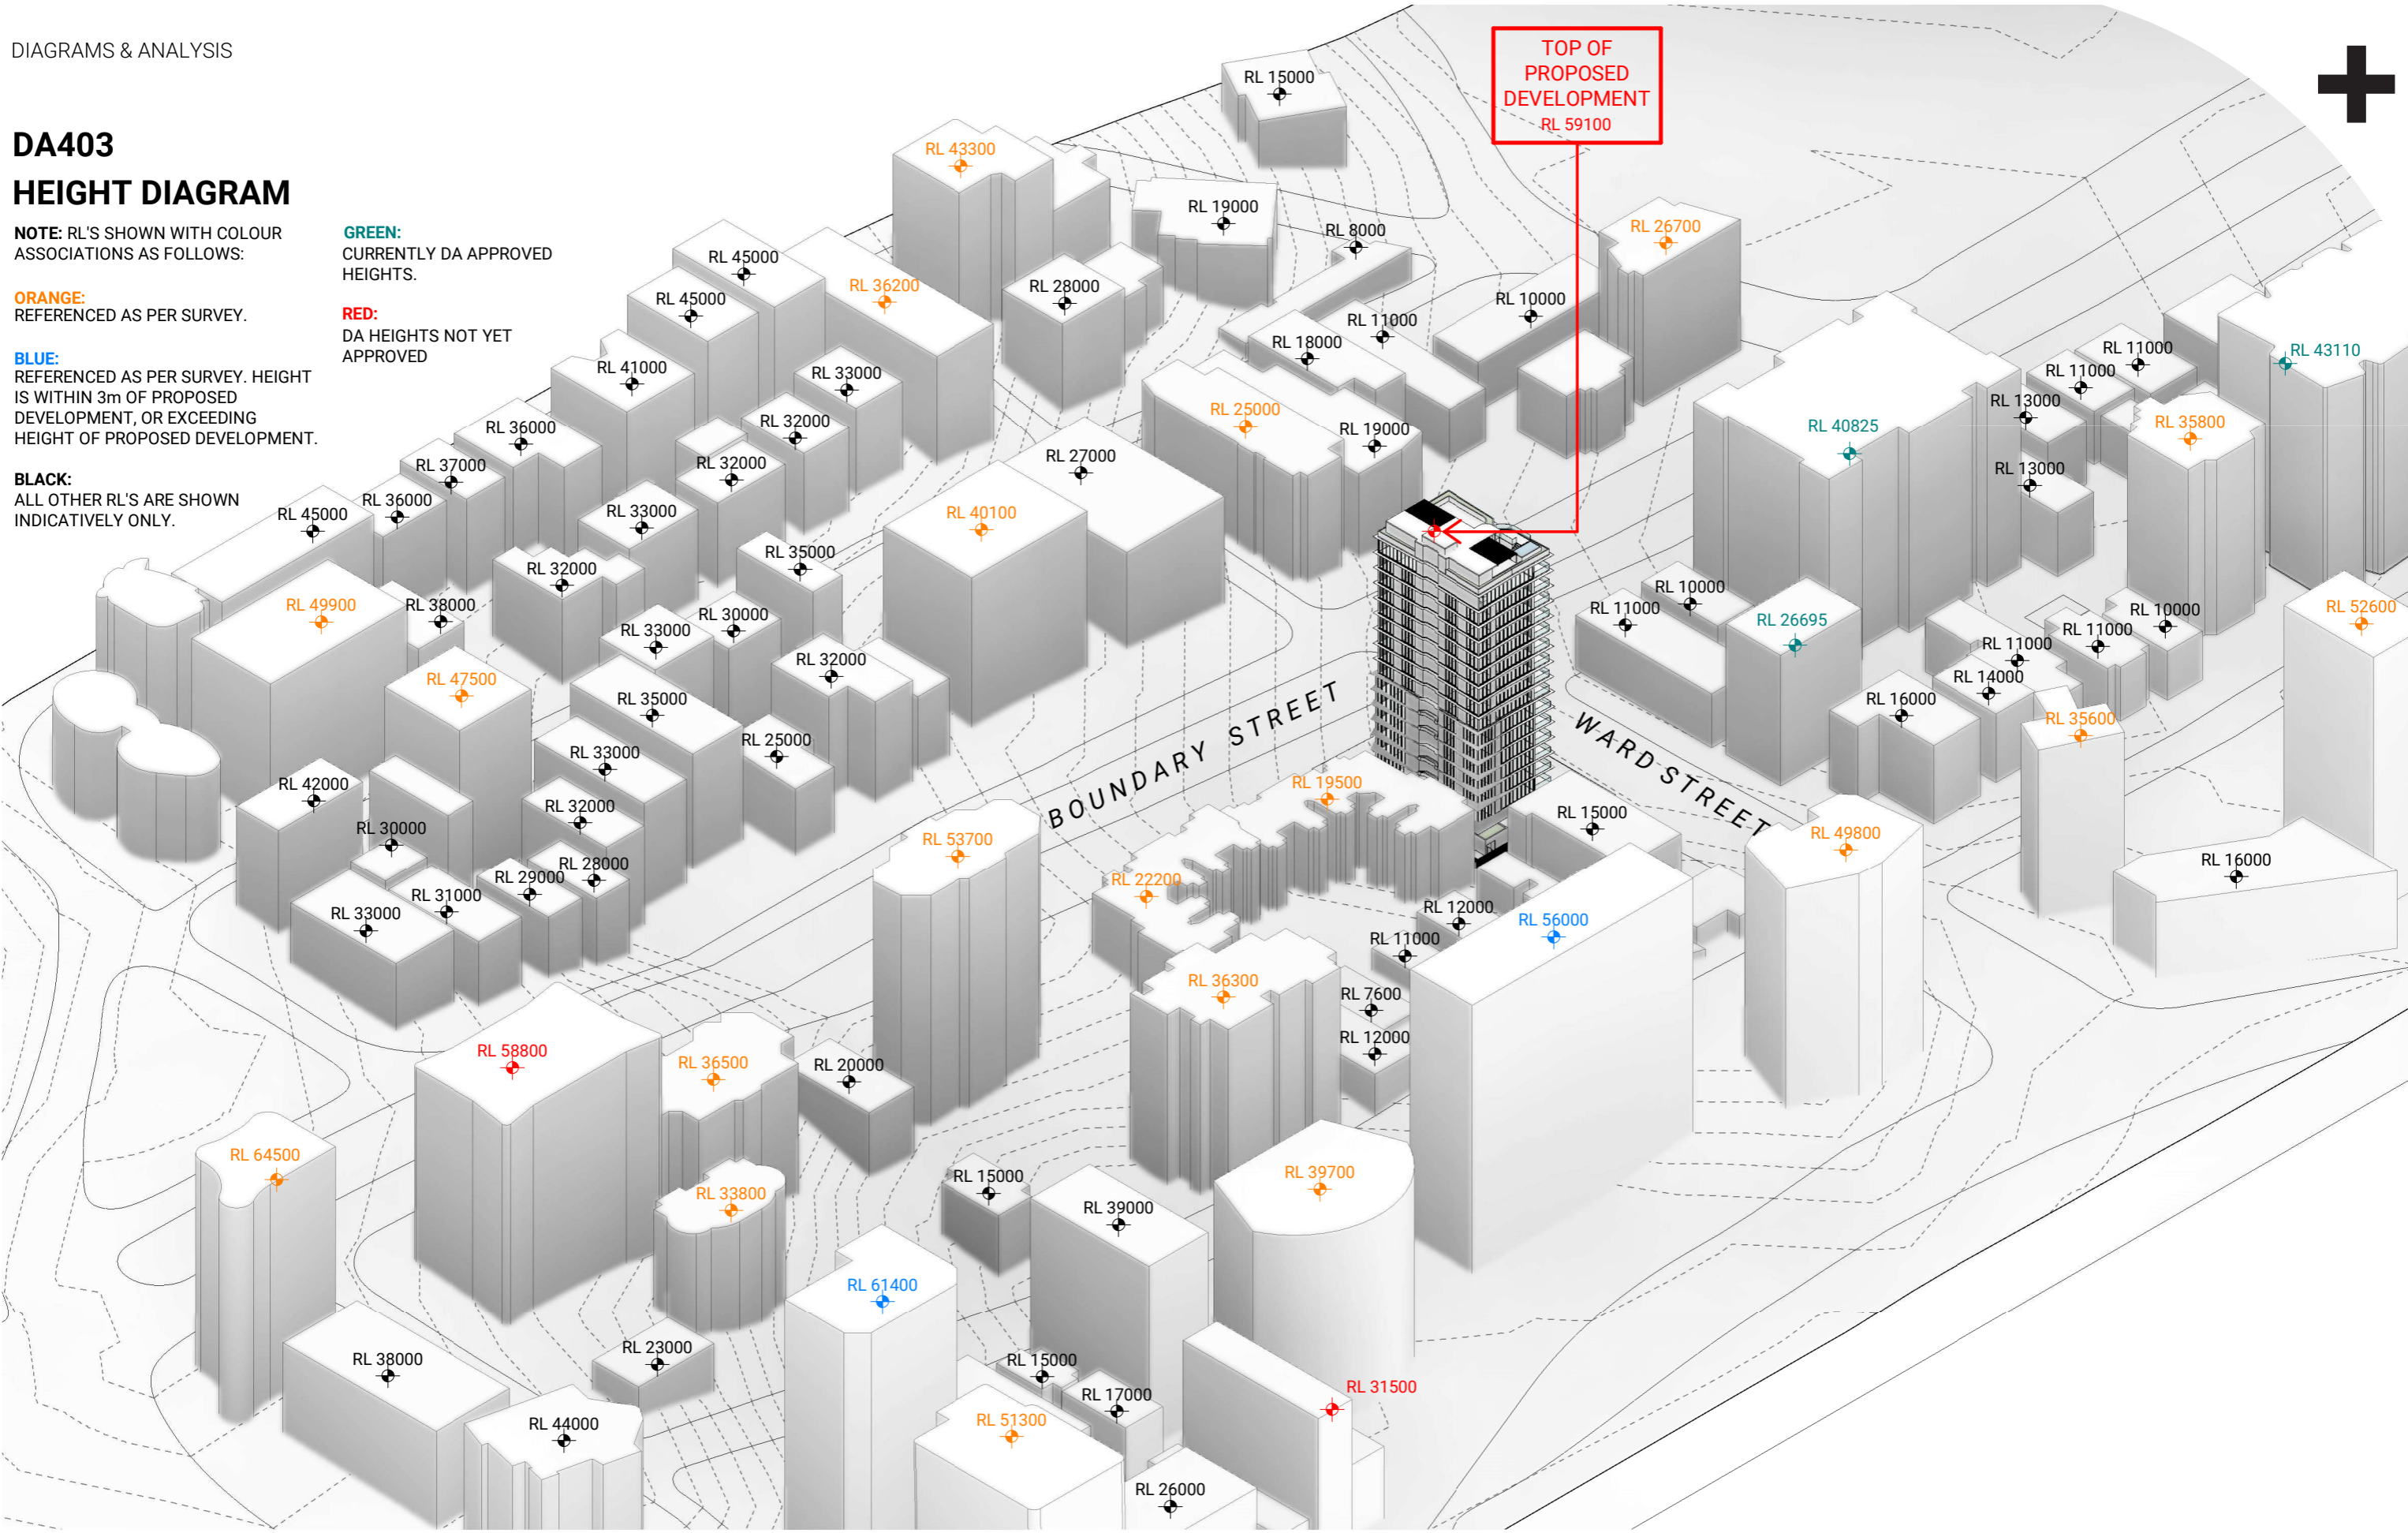 DIAGRAMS & ANALYSIS
DA403
HEIGHT DIAGRAM
NOTE: RL'S SHOWN WITH COLOUR
ASSOCIATIONS AS FOLLOWS:
ORANGE:
REFERENCED AS PER SURVEY.
BLUE:
REFERENCED AS PER SURVEY. HEIGHT
IS WITHIN 3m OF PROPOSED
DEVELOPMENT, OR EXCEEDING
HEIGHT OF PROPOSED DEVELOPMENT.
BLACK:
ALL OTHER RL'S ARE SHOWN
INDICATIVELY ONLY.
GREEN:
CURRENTLY DA APPROVED
HEIGHTS.
RED:
DA HEIGHTS NOT YET
APPROVED
TOP OF
PROPOSED
DEVELOPMENT
RL 59100
RL 15000
RL 43300
RL 19000
RL 8000
RL 26700
RL 45000
RL 36200
RL 28000
RL 45000
RL 10000
RL 11000
RL 18000
RL 41000
RL 33000
RL 11000
RL 43110
RL 11000
RL 13000
RL 25000
RL 32000
RL 36000
RL 19000
RL 40825
RL 35800
RL 27000
RL 37000
RL 32000
RL 13000
RL 36000
RL 45000
RL 33000
RL 40100
RL 35000
RL 32000
RL 10000
RL 11000
RL 26695
RL 49900
RL 38000
RL 30000
RL 33000
RL 10000
RL 52600
RL 11000
RL 11000
RL 32000
RL 47500
RL 35000
RL 14000
RL 16000
RL 35600
BOUNDARY STREET
WARD STREET
RL 25000
RL 33000
RL 42000
RL 19500
RL 32000
RL 15000
RL 30000
RL 53700
RL 49800
RL 28000
RL 29000
RL 22200
RL 16000
RL 31000
RL 33000
RL 12000
RL 56000
RL 11000
RL 36300
RL 7600
RL 12000
RL 58800
RL 36500
RL 20000
RL 64500
RL 15000
RL 39700
RL 33800
RL 39000
RL 61400
RL 23000
RL 38000
RL 15000
RL 17000
RL 31500
RL 44000
RL 51300
RL 26000